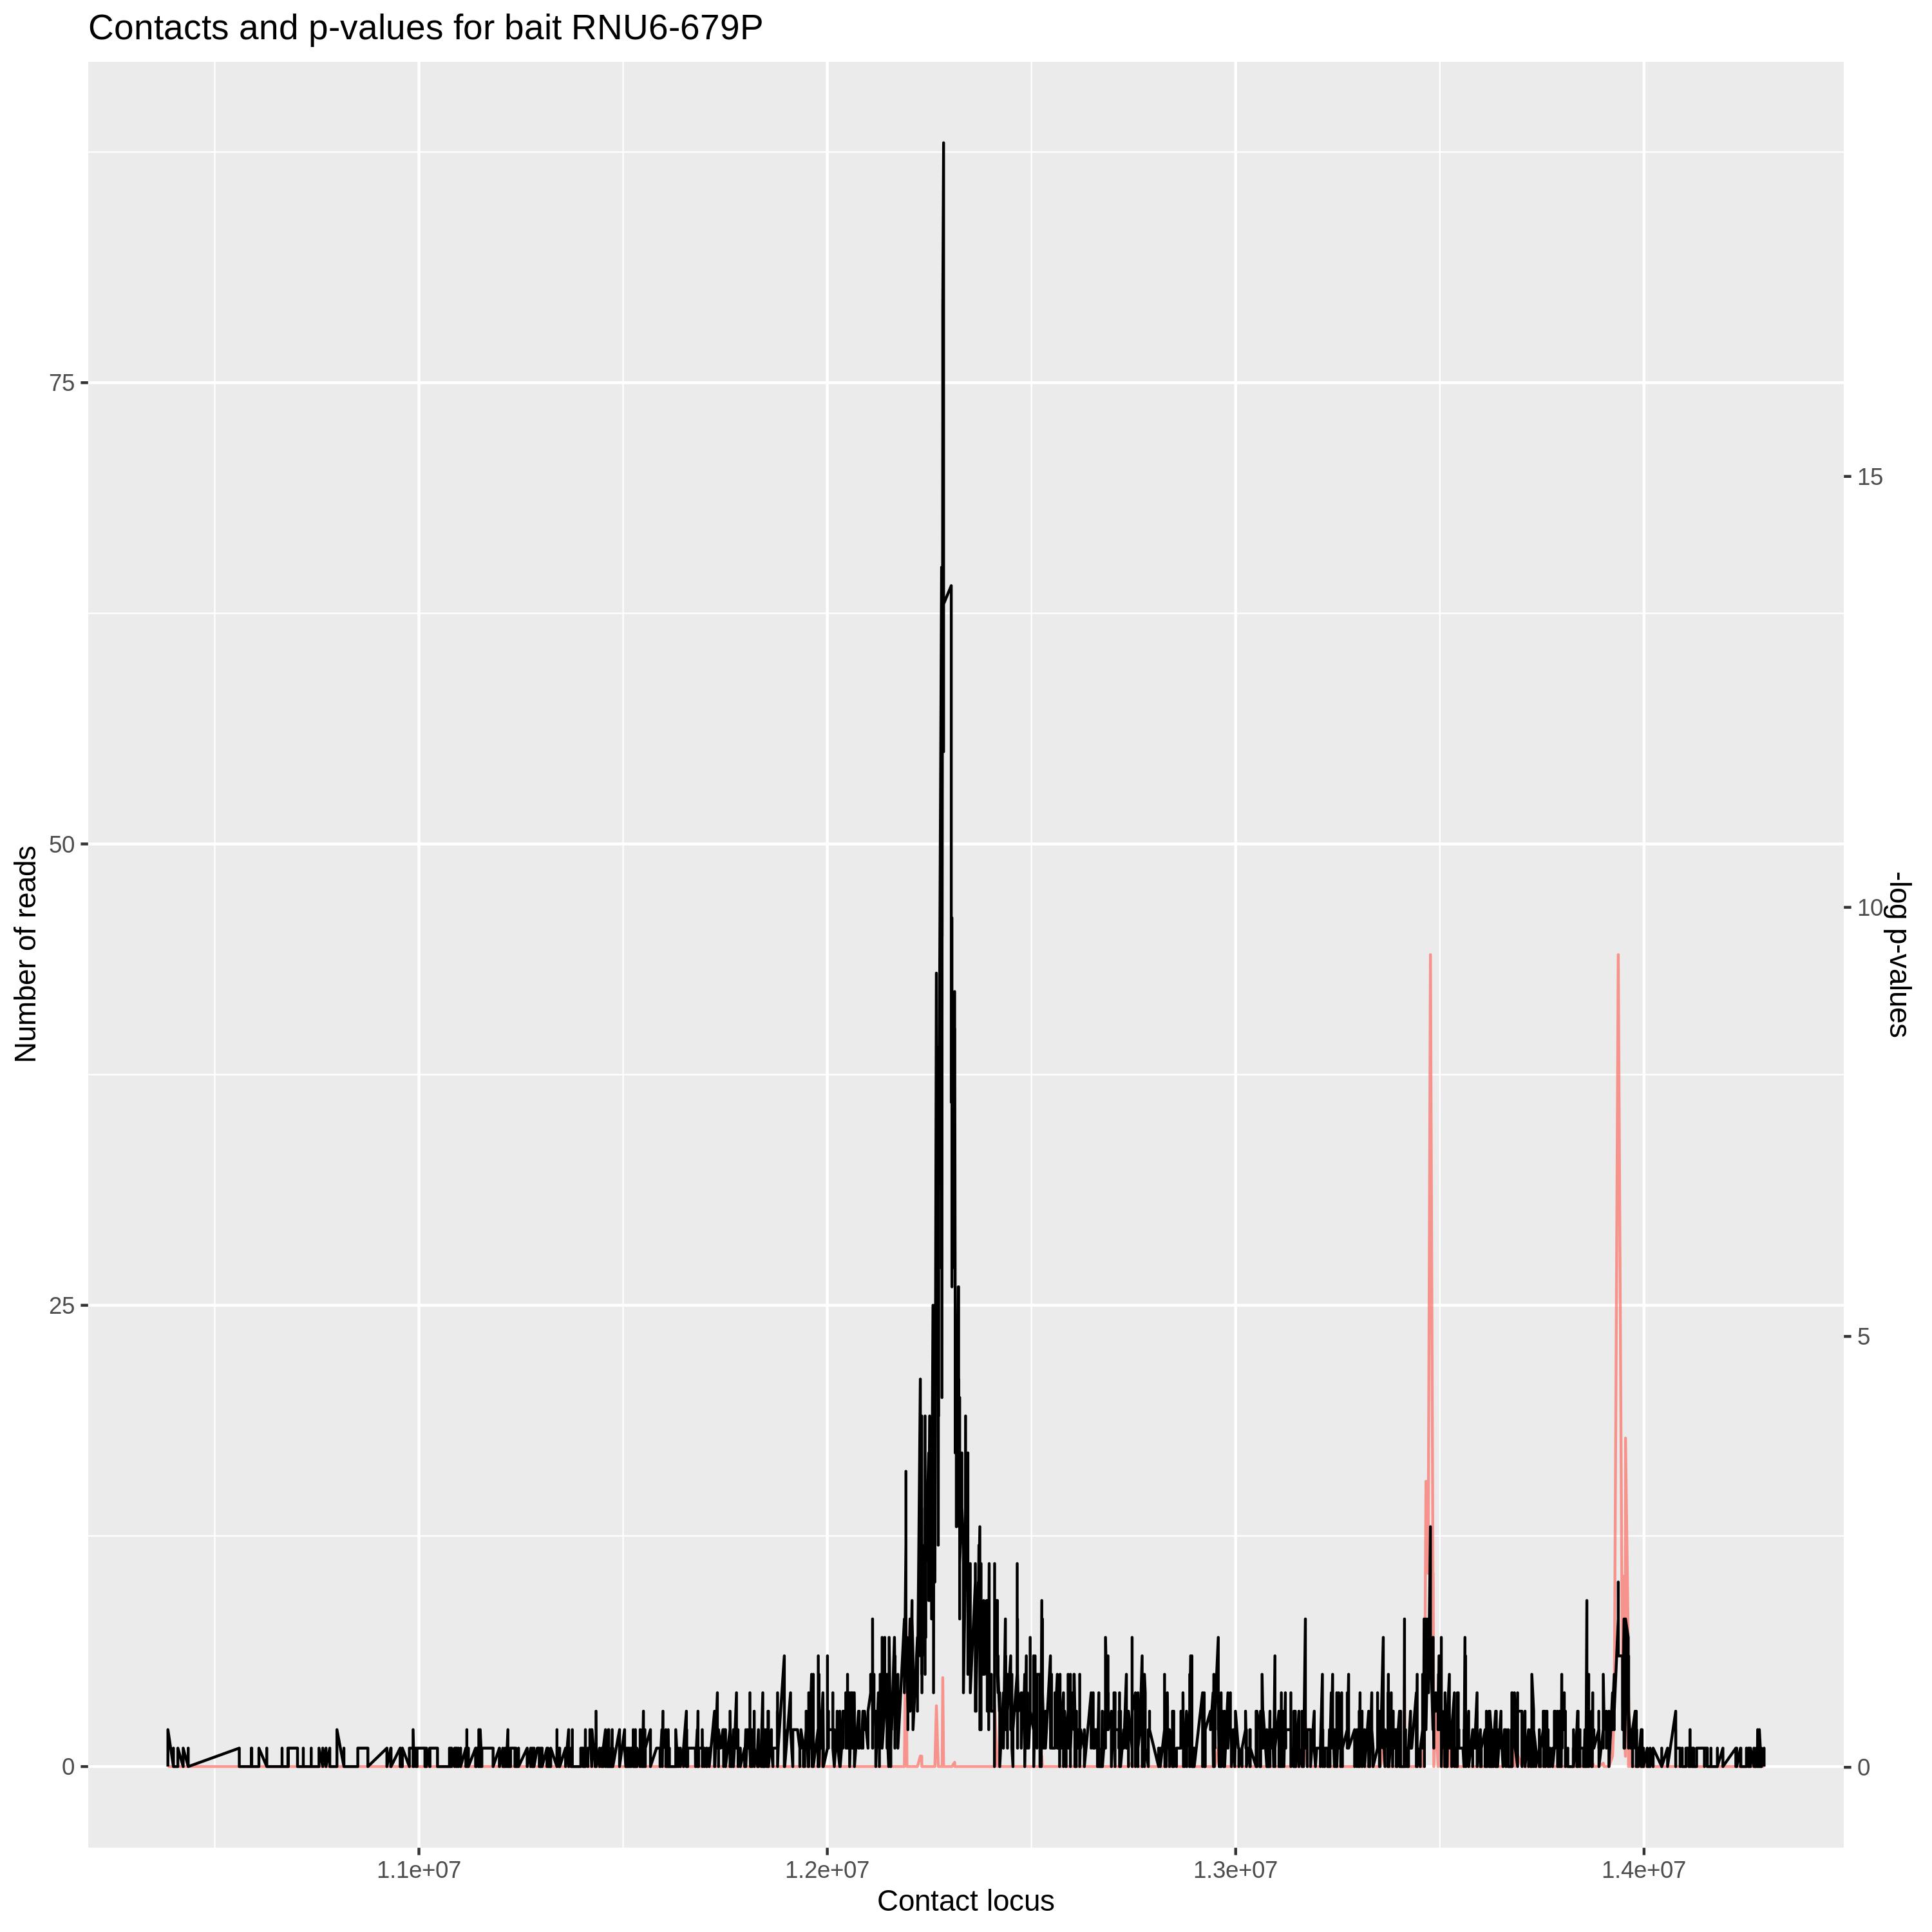 Contacts and p-values for bait RNU6-679P
75
50
25
0
Number of reads
15
10
5
0
-log p-values
1.1e+07
1.2e+07
1.3e+07
1.4e+07
Contact locus